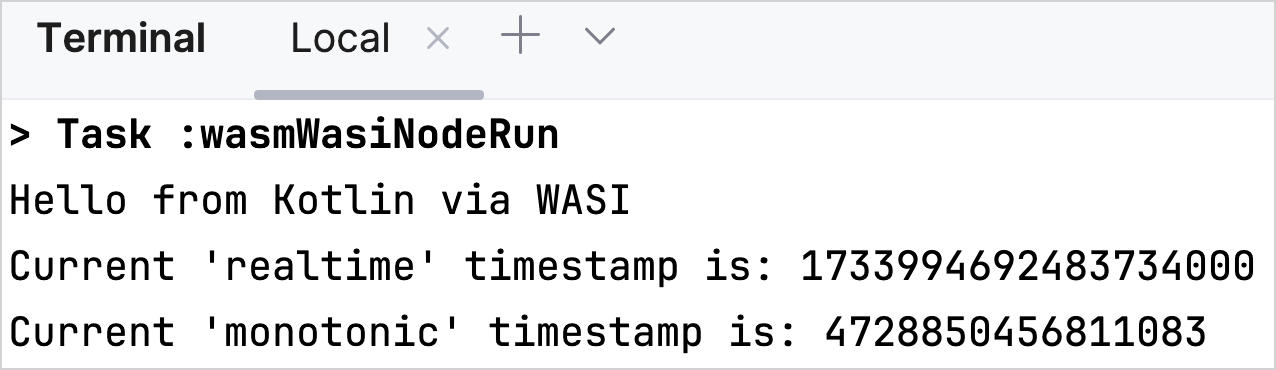 Terminal Local
> Task :wasmWasiNodeRun
Hello from Kotlin via WASI
Current 'realtime' timestamp is: 1733994692483734000
Current 'monotonic' timestamp is: 4728850456811083